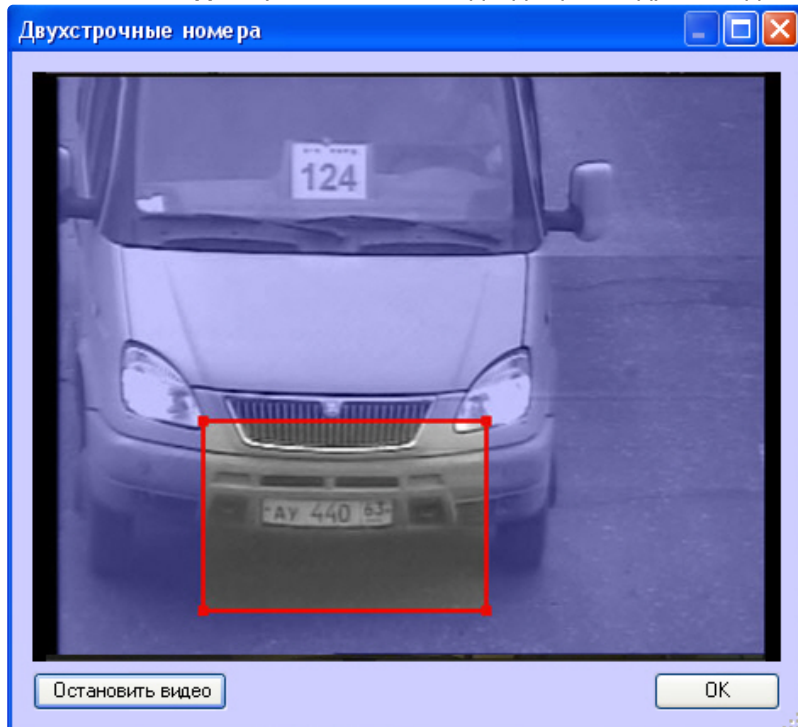 Двухстрочные номера
124
АУ 440 63
Остановить видео
OK